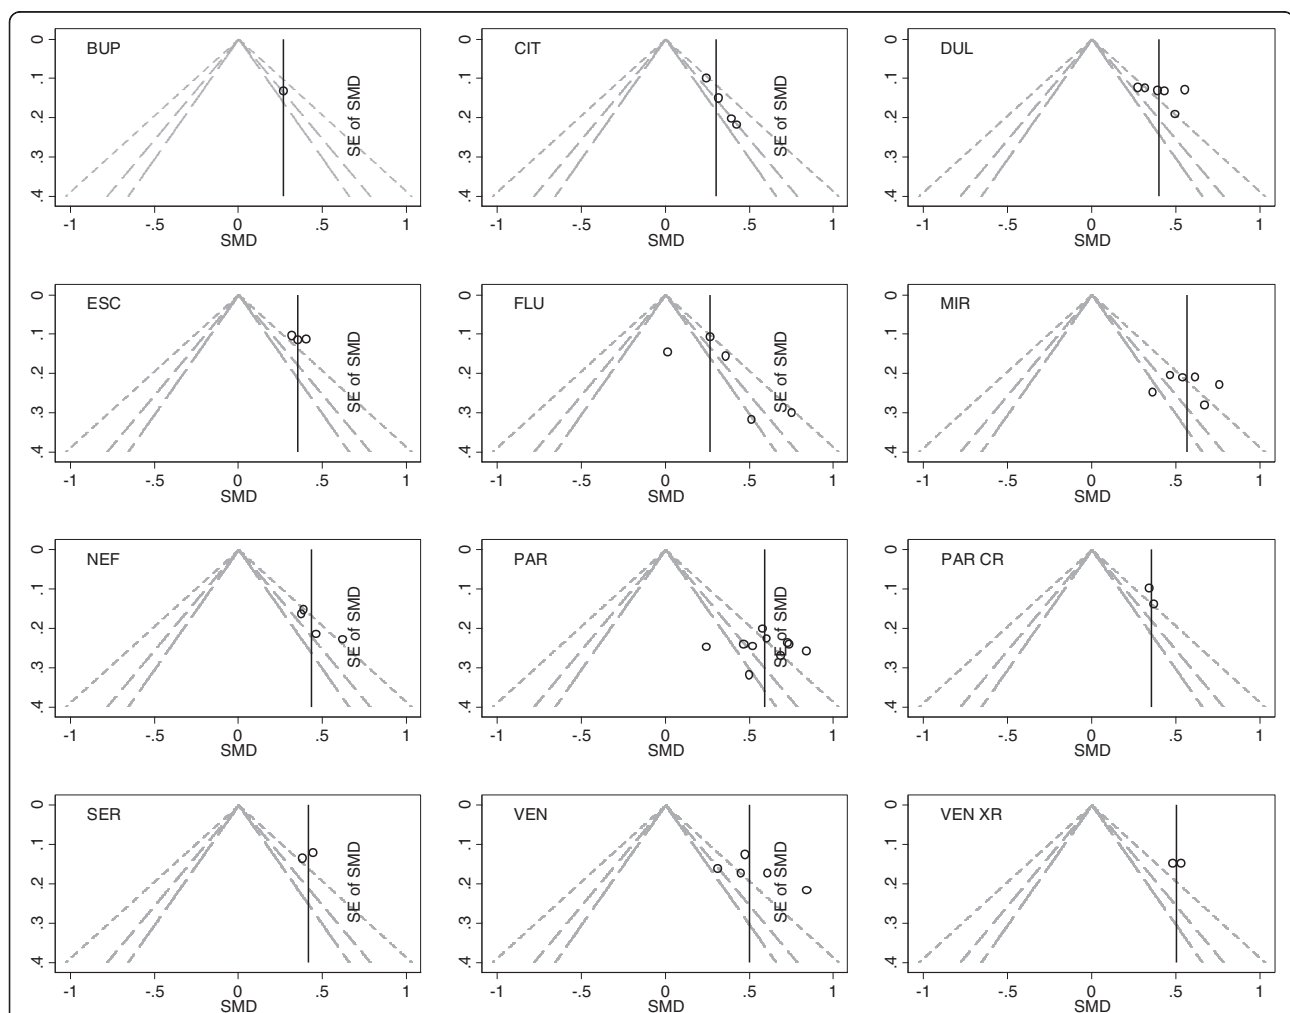 BUP
0
.1
.2
.3
.4
-1 -.5 0 .5 1
SMD
CIT
SE of SMD
0
.1
.2
.3
.4
-1 -.5 0 .5 1
SMD
DUL
SE of SMD
0
.1
.2
.3
.4
-1 -.5 0 .5 1
SMD
ESC
0
.1
.2
.3
.4
-1 -.5 0 .5 1
SMD
FLU
SE of SMD
0
.1
.2
.3
.4
-1 -.5 0 .5 1
SMD
MIR
SE of SMD
0
.1
.2
.3
.4
-1 -.5 0 .5 1
SMD
NEF
0
.1
.2
.3
.4
-1 -.5 0 .5 1
SMD
PAR
SE of SMD
0
.1
.2
.3
.4
-1 -.5 0 .5 1
SMD
PAR CR
SE of SMD
0
.1
.2
.3
.4
-1 -.5 0 .5 1
SMD
SER
0
.1
.2
.3
.4
-1 -.5 0 .5 1
SMD
VEN
SE of SMD
0
.1
.2
.3
.4
-1 -.5 0 .5 1
SMD
VEN XR
SE of SMD
0
.1
.2
.3
.4
-1 -.5 0 .5 1
SMD